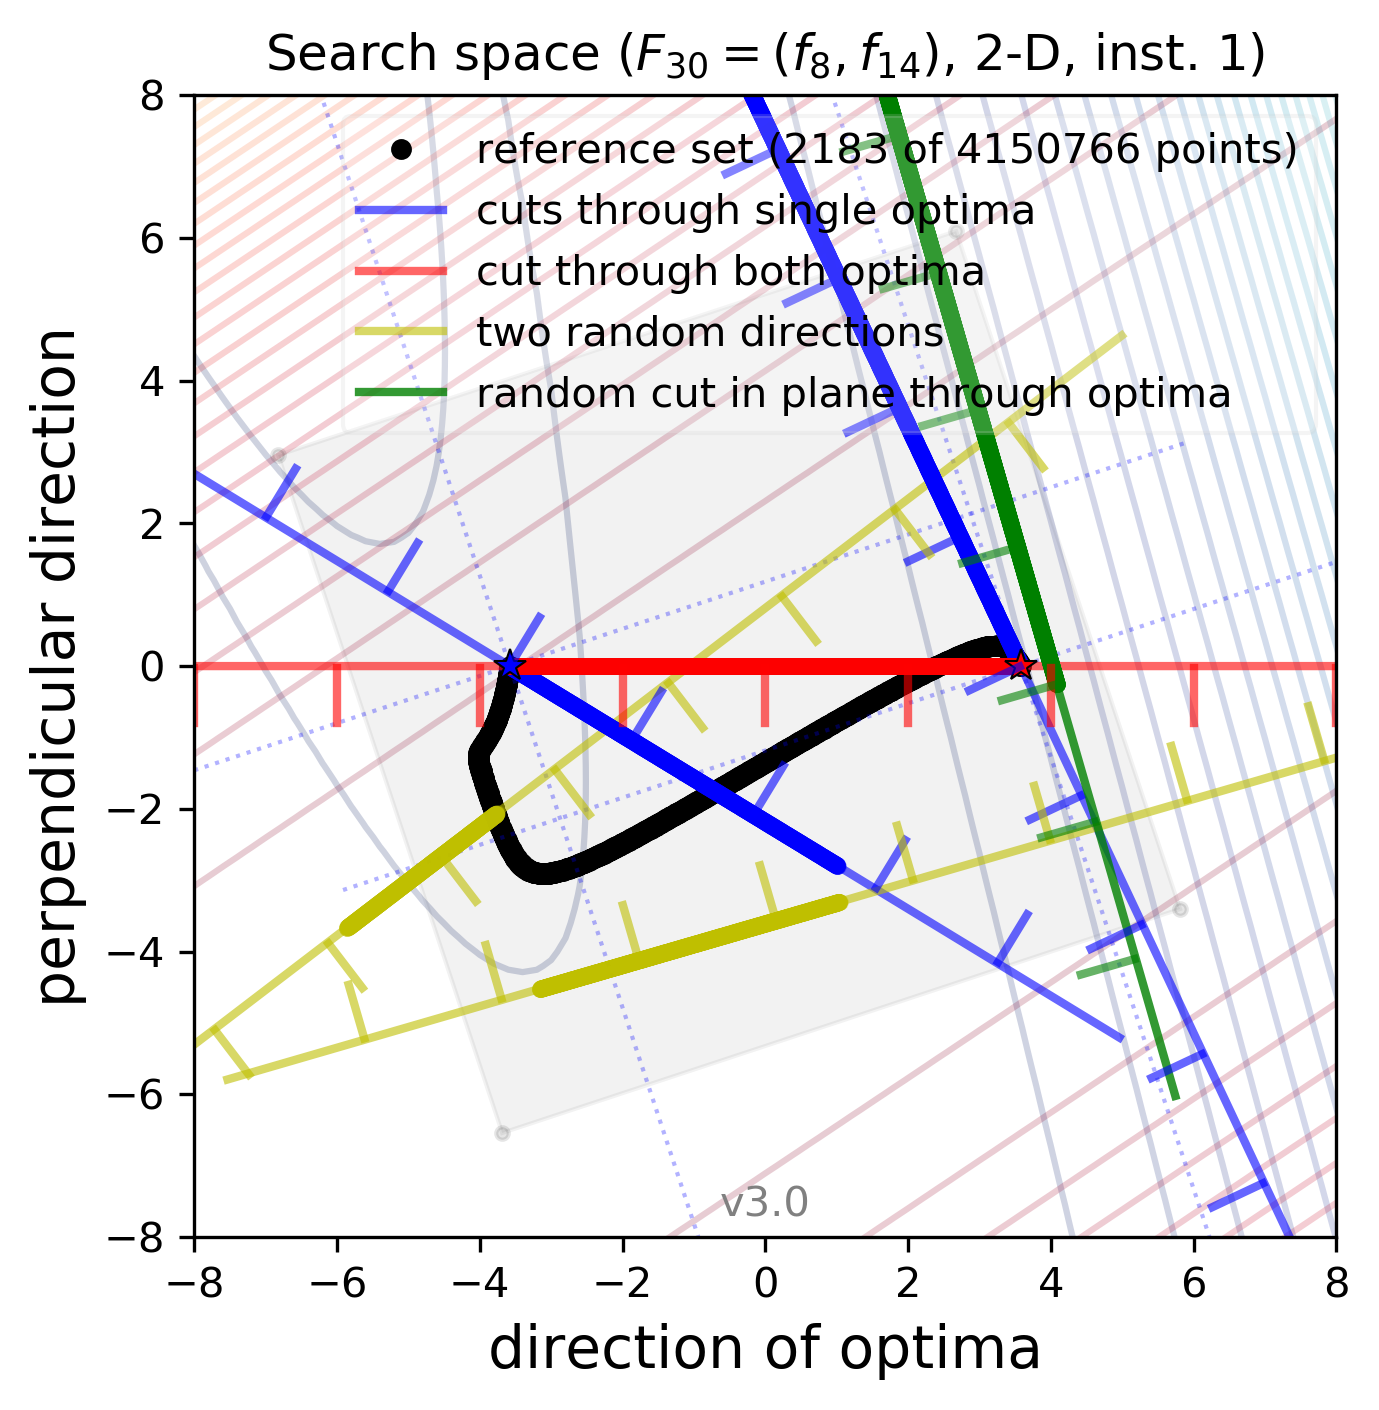 Search space (F₃₀ = (f₈, f₁₄), 2-D, inst. 1)
reference set (2183 of 4150766 points)
cuts through single optima
cut through both optima
two random directions
random cut in plane through optima
perpendicular direction
8
6
4
2
0
−2
−4
−6
−8
v3.0
−8 −6 −4 −2 0 2 4 6 8
direction of optima